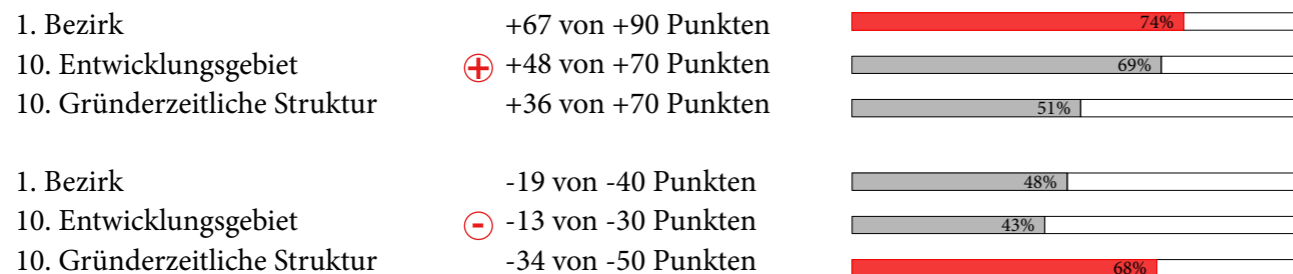 1. Bezirk +67 von +90 Punkten 74%
10. Entwicklungsgebiet + +48 von +70 Punkten 69%
10. Gründerzeitliche Struktur +36 von +70 Punkten 51%
1. Bezirk -19 von -40 Punkten 48%
10. Entwicklungsgebiet - -13 von -30 Punkten 43%
10. Gründerzeitliche Struktur -34 von -50 Punkten 68%